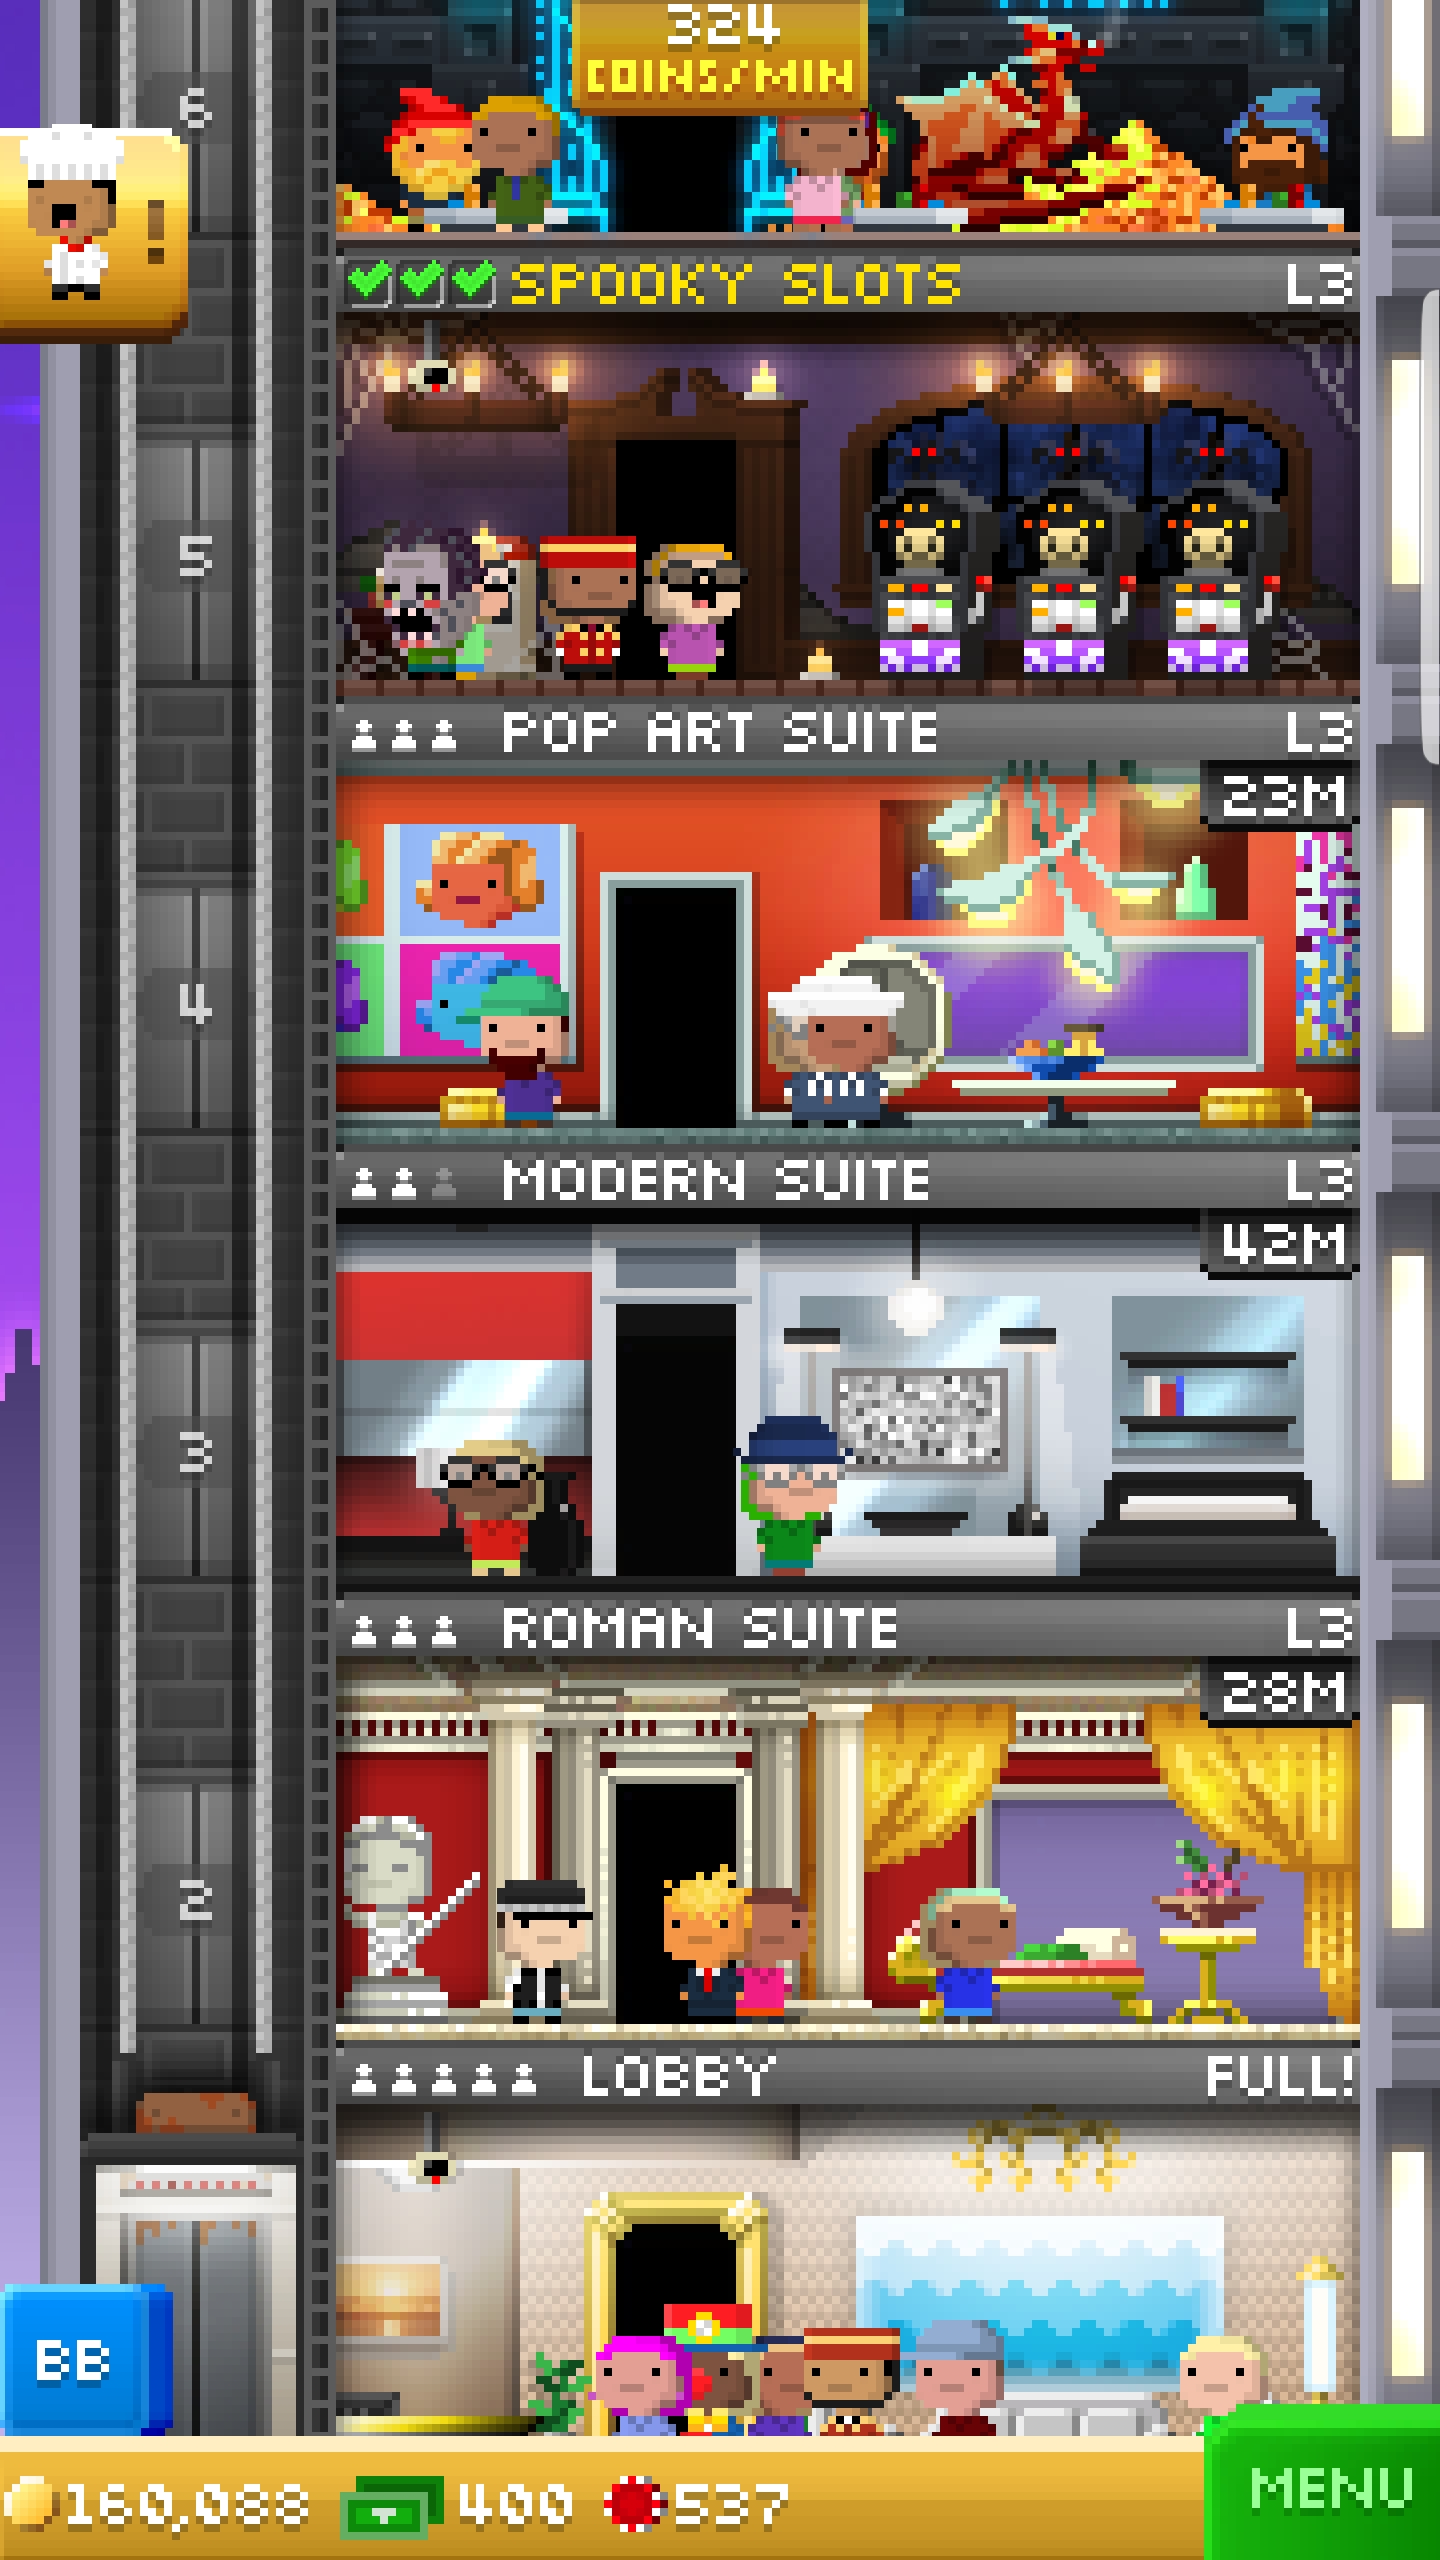 324
COINS/MIN
6
!
SPOOKY SLOTS L3
5
POP ART SUITE L3
23M
4
MODERN SUITE L3
42M
3
ROMAN SUITE L3
28M
2
LOBBY FULL!
BB
160,088 400 537
MENU